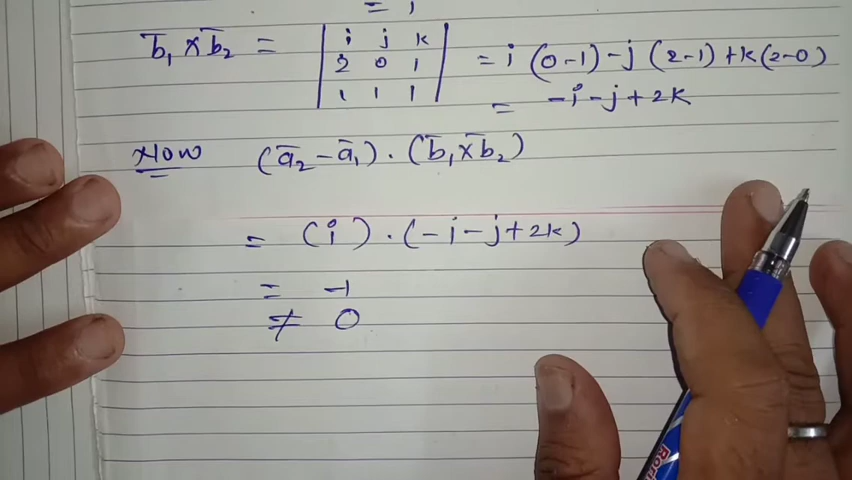 = i
b̄₁ × b̄₂ = | i j k |
| 2 0 1 | = i (0-1) - j (2-1) + k (2-0)
| 1 1 1 | = -i - j + 2k
Now (ā₂ - ā₁) . (b̄₁ × b̄₂)
= (i) . (-i - j + 2k)
= -1
≠ 0
Rori